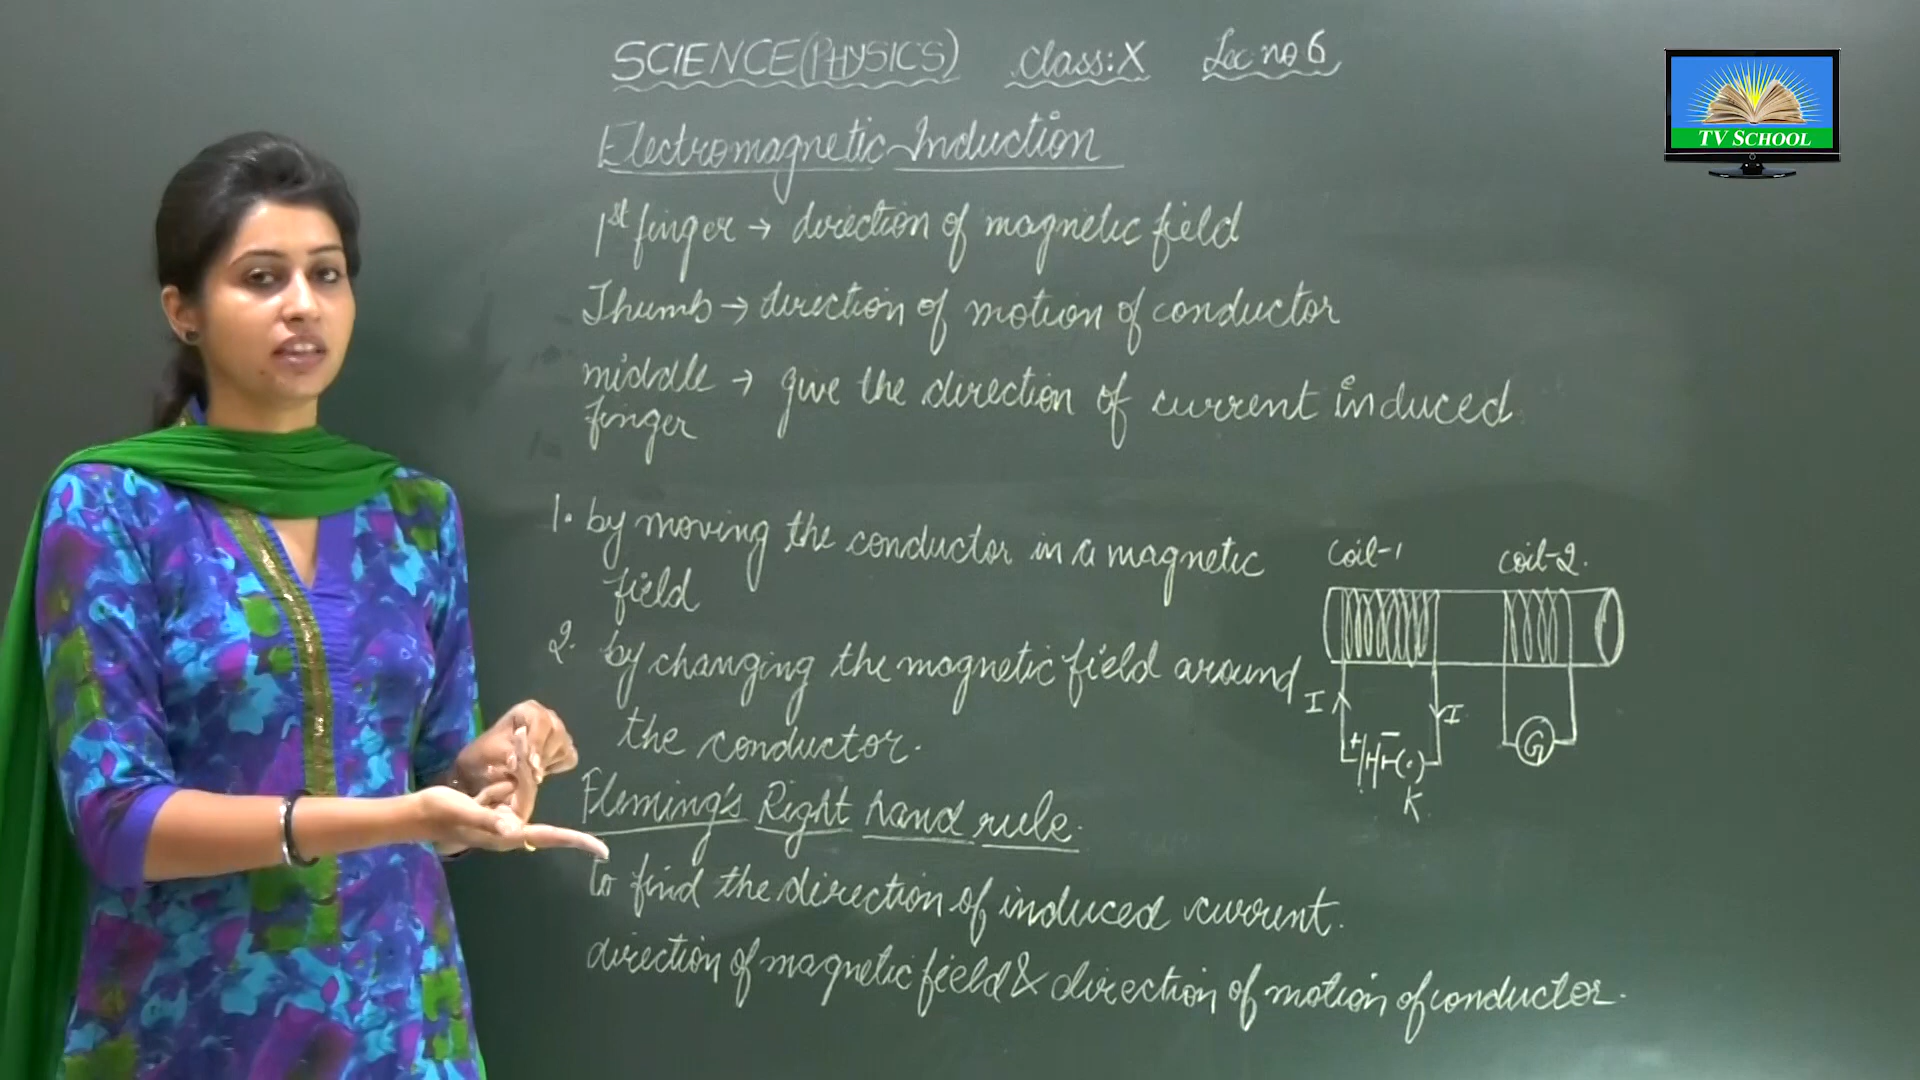 SCIENCE (PHYSICS) class: X Lec no 6
Electromagnetic Induction
1st finger → direction of magnetic field
Thumb → direction of motion of conductor
middle finger → give the direction of current induced
1. by moving the conductor in a magnetic
field
2. by changing the magnetic field around
the conductor.
Fleming's Right hand rule.
to find the direction of induced current.
direction of magnetic field & direction of motion of conductor.
coil-1 coil-2.
I I
G
+ -
K
TV SCHOOL